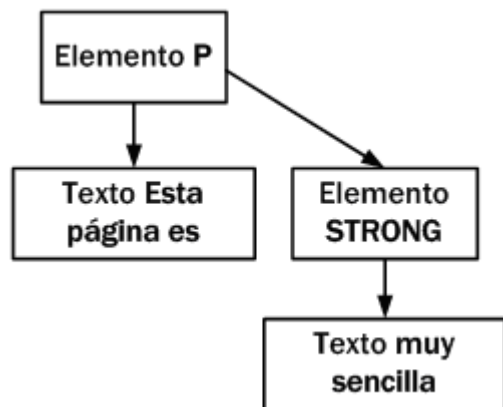 Elemento P
Texto Esta
página es
Elemento
STRONG
Texto muy
sencilla